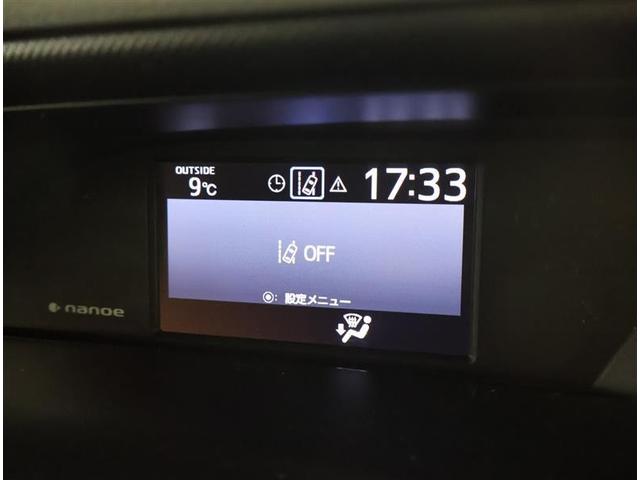 OUTSIDE
9℃
17:33
OFF
◉: 設定メニュー
nanoe